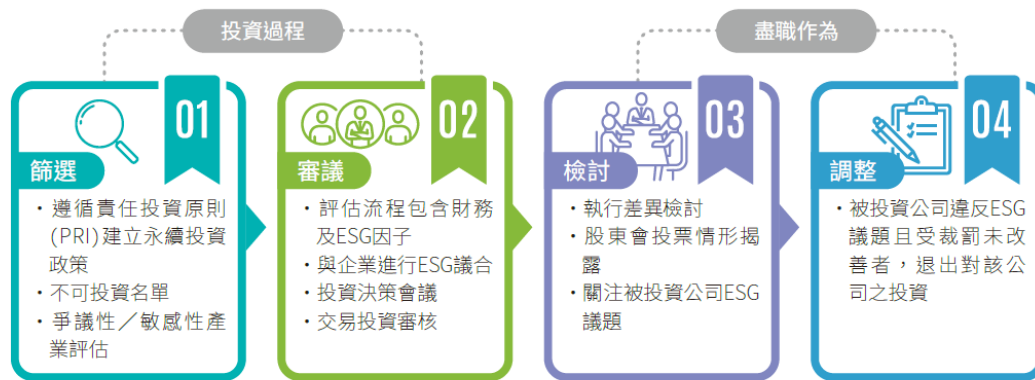 投資過程
盡職作為
01
篩選
・遵循責任投資原則
(PRI)建立永續投資
政策
・不可投資名單
・爭議性／敏感性產
業評估
02
審議
・評估流程包含財務
及ESG因子
・與企業進行ESG議合
・投資決策會議
・交易投資審核
03
檢討
・執行差異檢討
・股東會投票情形揭
露
・關注被投資公司ESG
議題
04
調整
・被投資公司違反ESG
議題且受裁罰未改
善者，退出對該公
司之投資